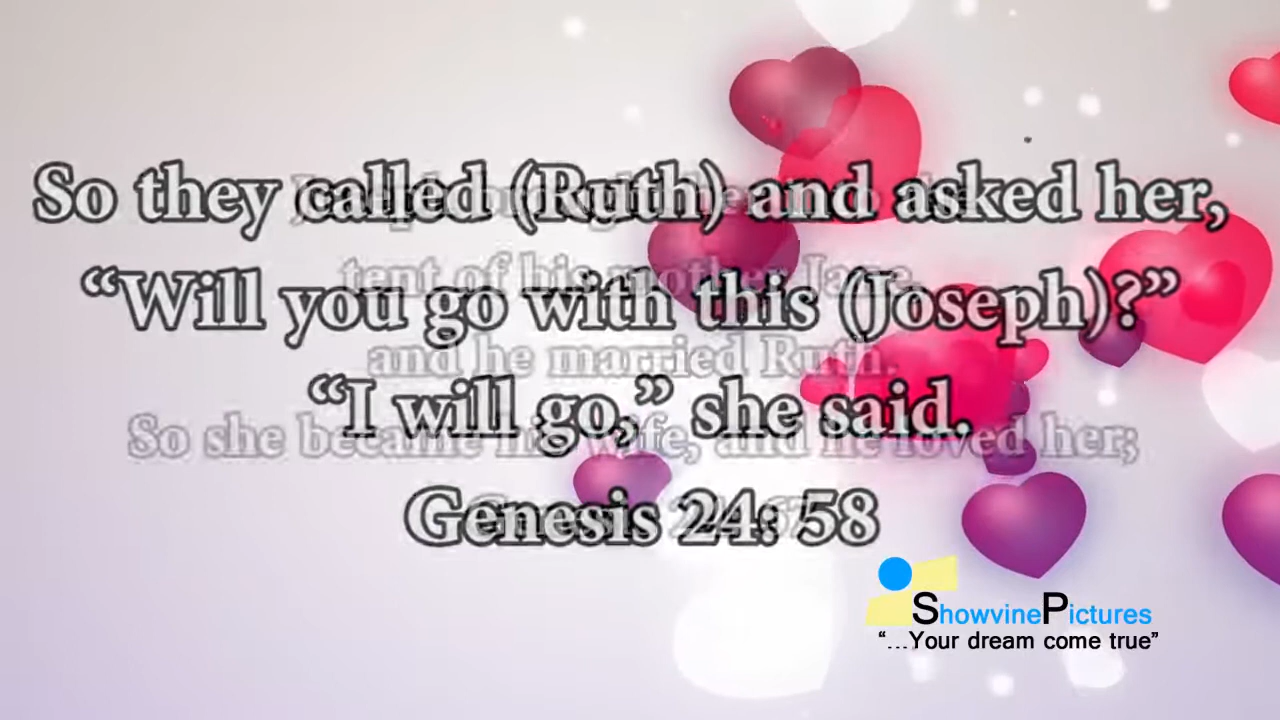 So they called (Ruth) and asked her,
“Will you go with this (Joseph)?”
“I will go,” she said.
Genesis 24: 58
tent of his mother Jane,
and he married Ruth.
So she became his wife, and he loved her;
ShowvinePictures
“...Your dream come true”